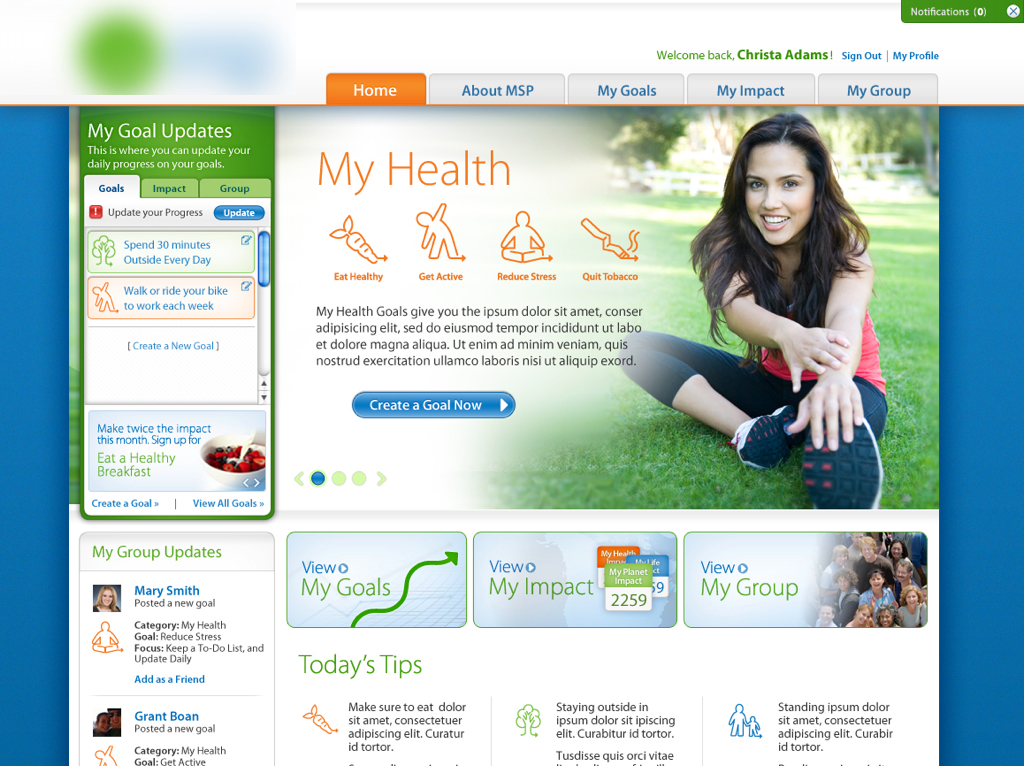 Notifications (0)
Welcome back, Christa Adams! Sign Out | My Profile
Home
About MSP
My Goals
My Impact
My Group
My Goal Updates
This is where you can update your
daily progress on your goals.
Goals
Impact
Group
Update your Progress
Update
Spend 30 minutes
Outside Every Day
Walk or ride your bike
to work each week
[ Create a New Goal ]
Make twice the impact
this month. Sign up for
Eat a Healthy
Breakfast
Create a Goal »
|
View All Goals »
My Health
Eat Healthy
Get Active
Reduce Stress
Quit Tobacco
My Health Goals give you the ipsum dolor sit amet, conser
adipisicing elit, sed do eiusmod tempor incididunt ut labo
et dolore magna aliqua. Ut enim ad minim veniam, quis
nostrud exercitation ullamco laboris nisi ut aliquip exord.
Create a Goal Now
My Group Updates
Mary Smith
Posted a new goal
Category: My Health
Goal: Reduce Stress
Focus: Keep a To-Do List, and
Update Daily
Add as a Friend
Grant Boan
Posted a new goal
Category: My Health
Goal: Get Active
View
My Goals
View
My Impact
My Health
My Life
My Planet
Impact
2259
59
View
My Group
Today's Tips
Make sure to eat dolor
sit amet, consectetuer
adipiscing elit. Curatur
id tortor.
Staying outside in
ipsum dolor sit ipiscing
elit. Curabitur id tortor.
Tusdisse quis orci vitae
Standing ipsum dolor
sit amet, consectetuer
adipiscing elit. Curabir
id tortor.